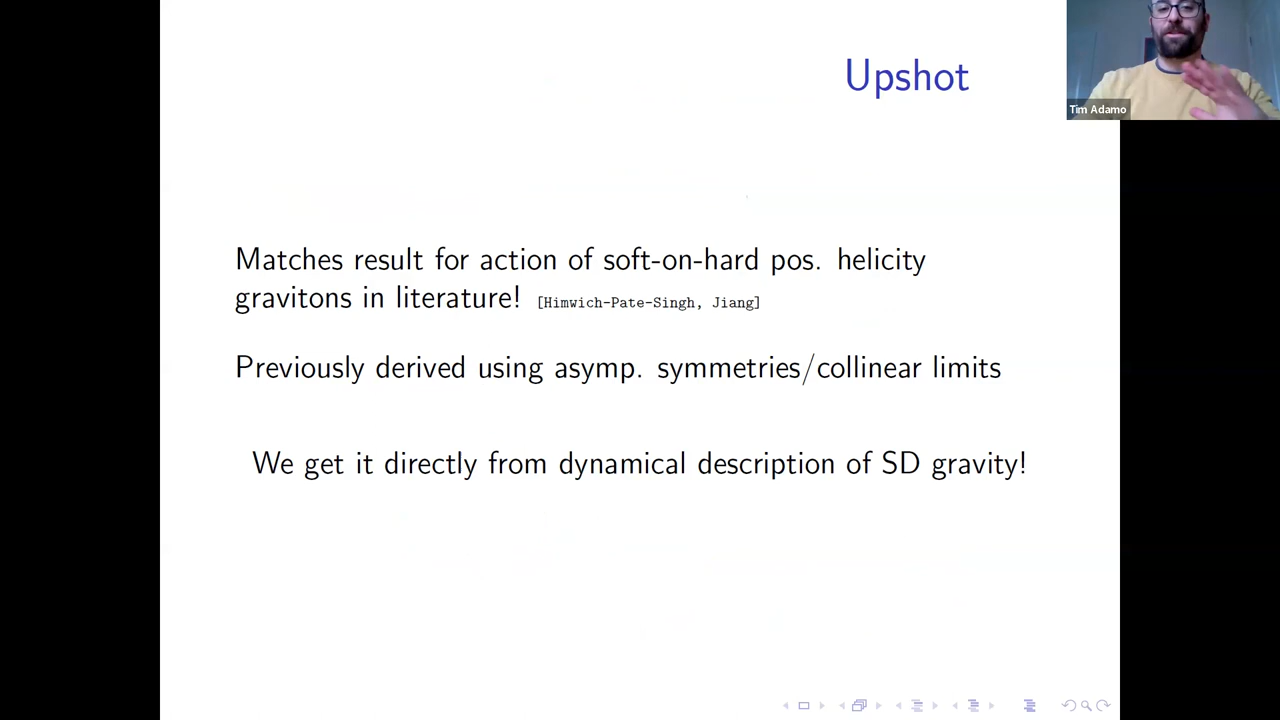 Upshot
Tim Adamo
Matches result for action of soft-on-hard pos. helicity
gravitons in literature! [Himwich-Pate-Singh, Jiang]
Previously derived using asymp. symmetries/collinear limits
We get it directly from dynamical description of SD gravity!